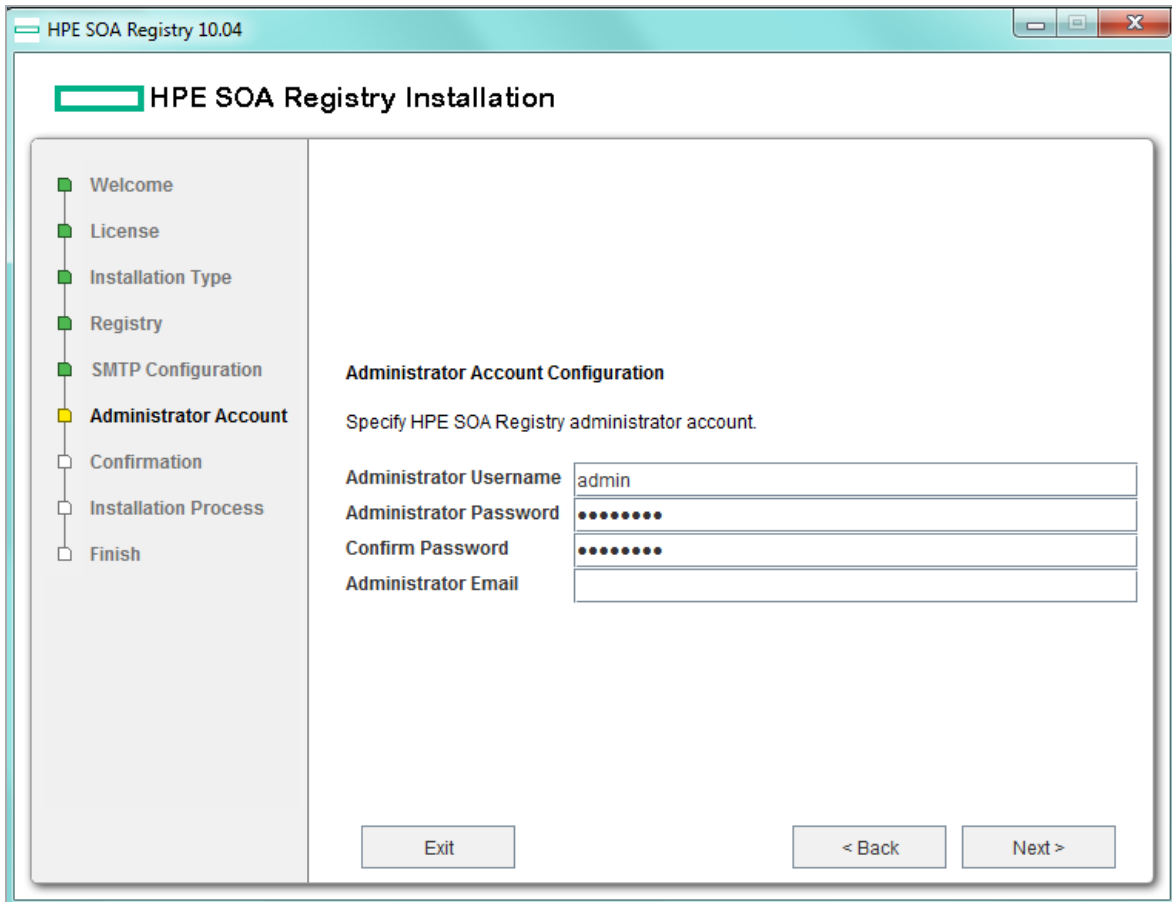 HPE SOA Registry 10.04
HPE SOA Registry Installation
Welcome
License
Installation Type
Registry
SMTP Configuration
Administrator Account
Confirmation
Installation Process
Finish
Administrator Account Configuration
Specify HPE SOA Registry administrator account.
Administrator Username admin
Administrator Password ••••••••
Confirm Password ••••••••
Administrator Email
Exit < Back Next >